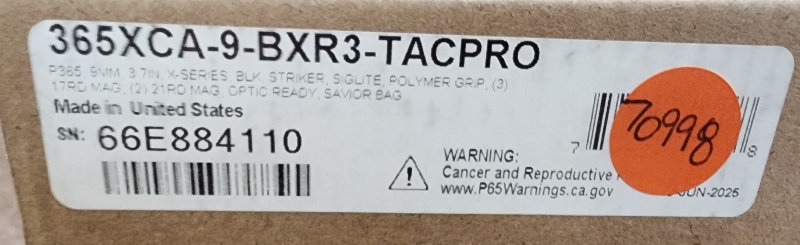 365XCA-9-BXR3-TACPRO
P365, 9MM, 3.7IN, X-SERIES, BLK, STRIKER, SIGLITE, POLYMER GRIP, (3)
17RD MAG, (2) 21RD MAG, OPTIC READY, SAVIOR BAG
Made in United States
SN: 66E884110
WARNING:
Cancer and Reproductive
www.P65Warnings.ca.gov
7
8
70998
JUN-2025